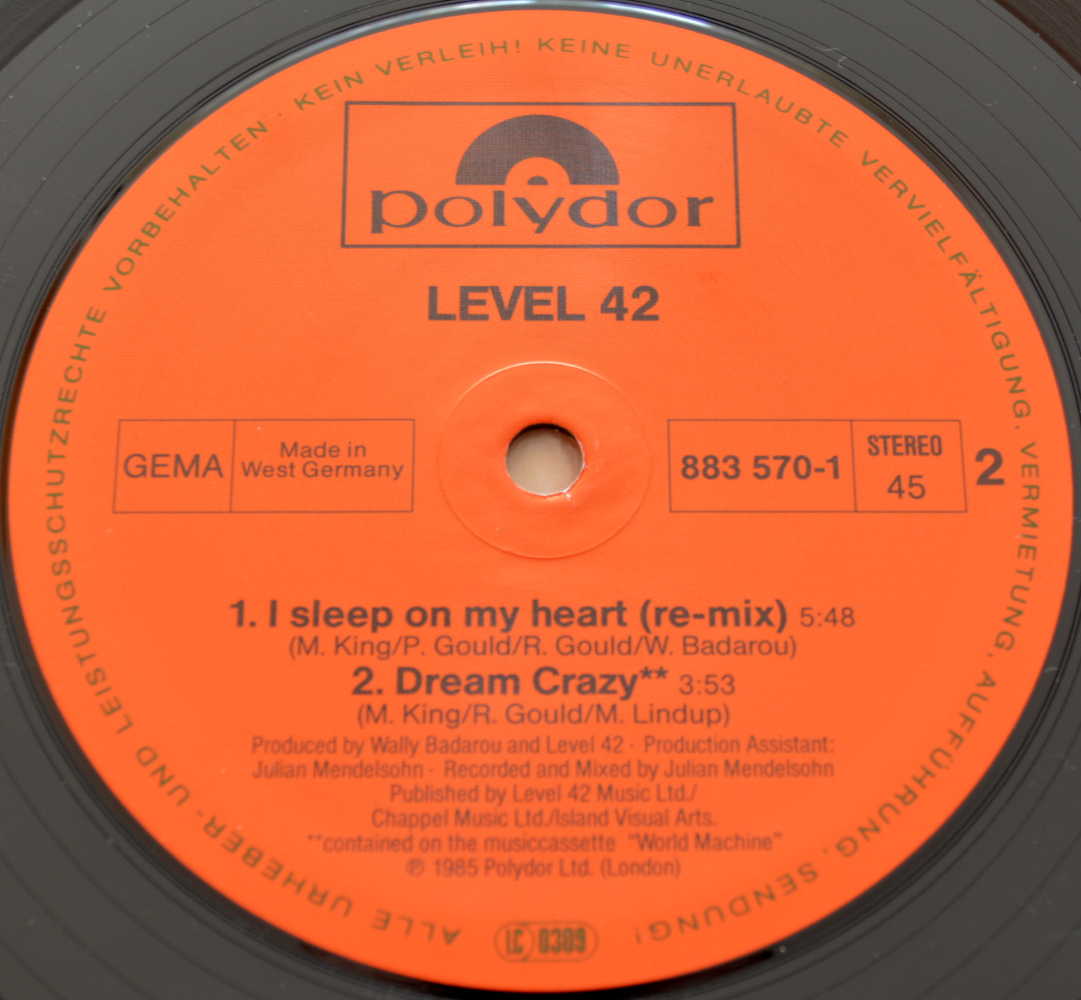 ALLE URHEBER- UND LEISTUNGSSCHUTZRECHTE VORBEHALTEN · KEIN VERLEIH! KEINE UNERLAUBTE VERVIELFÄLTIGUNG, VERMIETUNG, AUFFÜHRUNG, SENDUNG!
polydor
LEVEL 42
GEMA
Made in
West Germany
883 570-1
STEREO
45
2
1. I sleep on my heart (re-mix) 5:48
(M. King/P. Gould/R. Gould/W. Badarou)
2. Dream Crazy** 3:53
(M. King/R. Gould/M. Lindup)
Produced by Wally Badarou and Level 42 · Production Assistant:
Julian Mendelsohn · Recorded and Mixed by Julian Mendelsohn
Published by Level 42 Music Ltd./
Chappel Music Ltd./Island Visual Arts.
**contained on the musiccassette "World Machine"
℗ 1985 Polydor Ltd. (London)
LC 0309